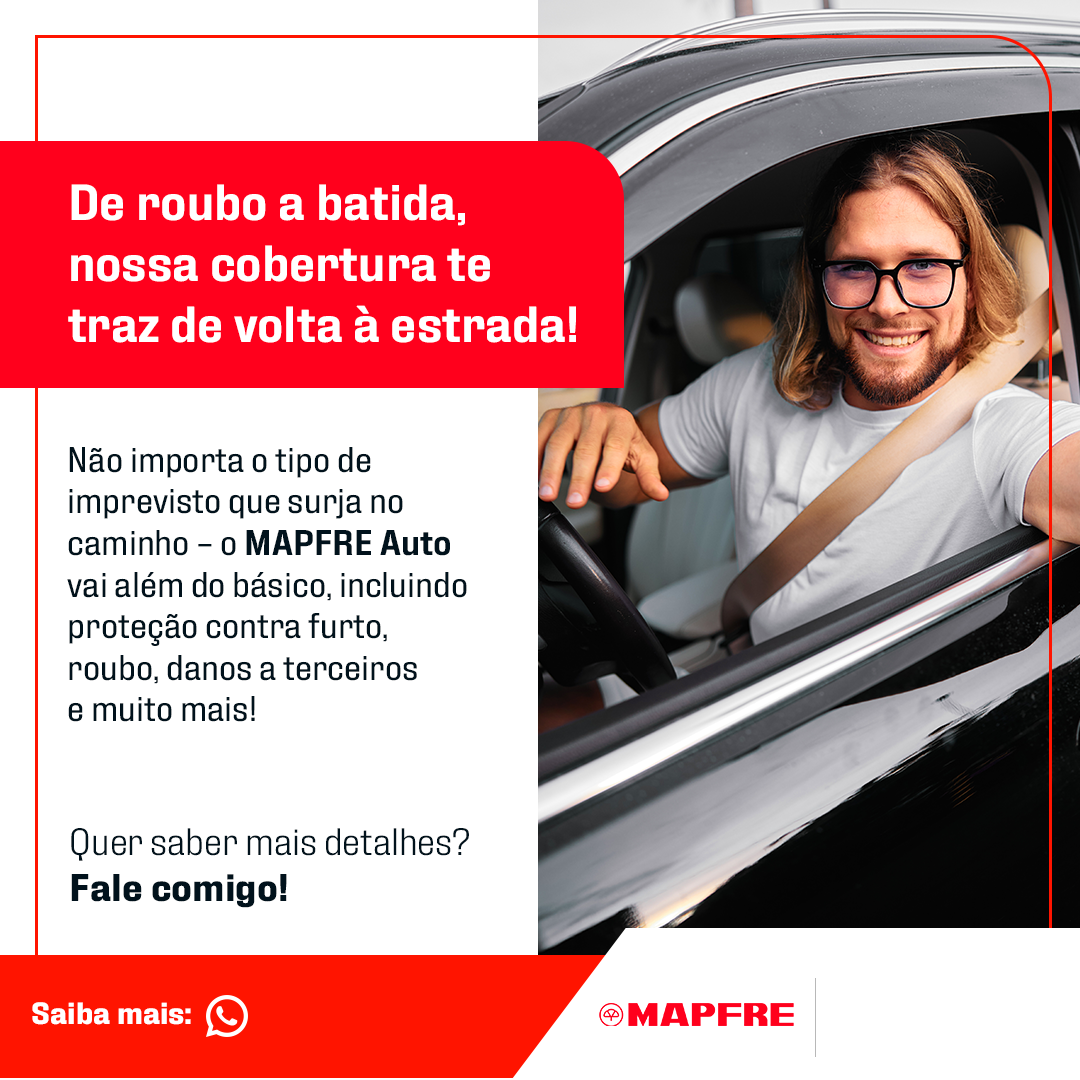 De roubo a batida,
nossa cobertura te
traz de volta à estrada!
Não importa o tipo de
imprevisto que surja no
caminho – o MAPFRE Auto
vai além do básico, incluindo
proteção contra furto,
roubo, danos a terceiros
e muito mais!
Quer saber mais detalhes?
Fale comigo!
Saiba mais:
MAPFRE